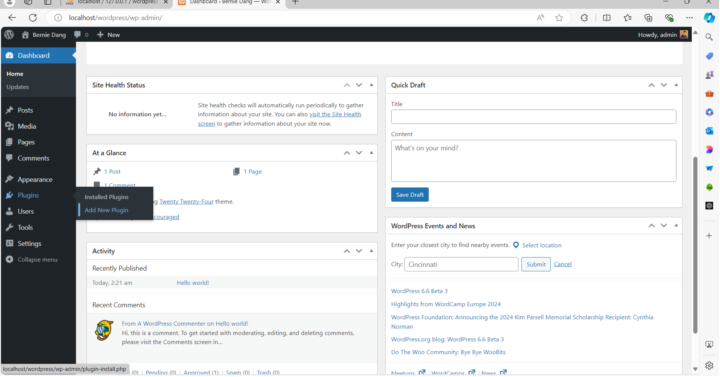 localhost / 127.0.0.1 / wordpres
Dashboard ‹ Bernie Dang — W
localhost/wordpress/wp-admin/
Bernie Dang 0 + New Howdy, admin
Dashboard
Home
Updates
Posts
Media
Pages
Comments
Appearance
Plugins
Installed Plugins
Add New Plugin
Users
Tools
Settings
Collapse menu
Site Health Status
No information yet...
Site health checks will automatically run periodically to gather
information about your site. You can also visit the Site Health
screen to gather information about your site now.
At a Glance
1 Post 1 Page
1 Comment
Twenty Twenty-Four theme.
couraged
Activity
Recently Published
Today, 2:21 am Hello world!
Recent Comments
From A WordPress Commenter on Hello world!
Hi, this is a comment. To get started with moderating, editing, and deleting comments,
please visit the Comments screen in...
(0) | Pending (0) | Approved (1) | Spam (0) | Trash (0)
Quick Draft
Title
Content
What's on your mind?
Save Draft
WordPress Events and News
Enter your closest city to find nearby events. Select location
City: Cincinnati Submit Cancel
WordPress 6.6 Beta 3
Highlights from WordCamp Europe 2024
WordPress Foundation: Announcing the 2024 Kim Parsell Memorial Scholarship Recipient: Cynthia
Norman
WordPress.org blog: WordPress 6.6 Beta 3
Do The Woo Community: Bye Bye WooBits
Meetups | WordCamps | News
localhost/wordpress/wp-admin/plugin-install.php